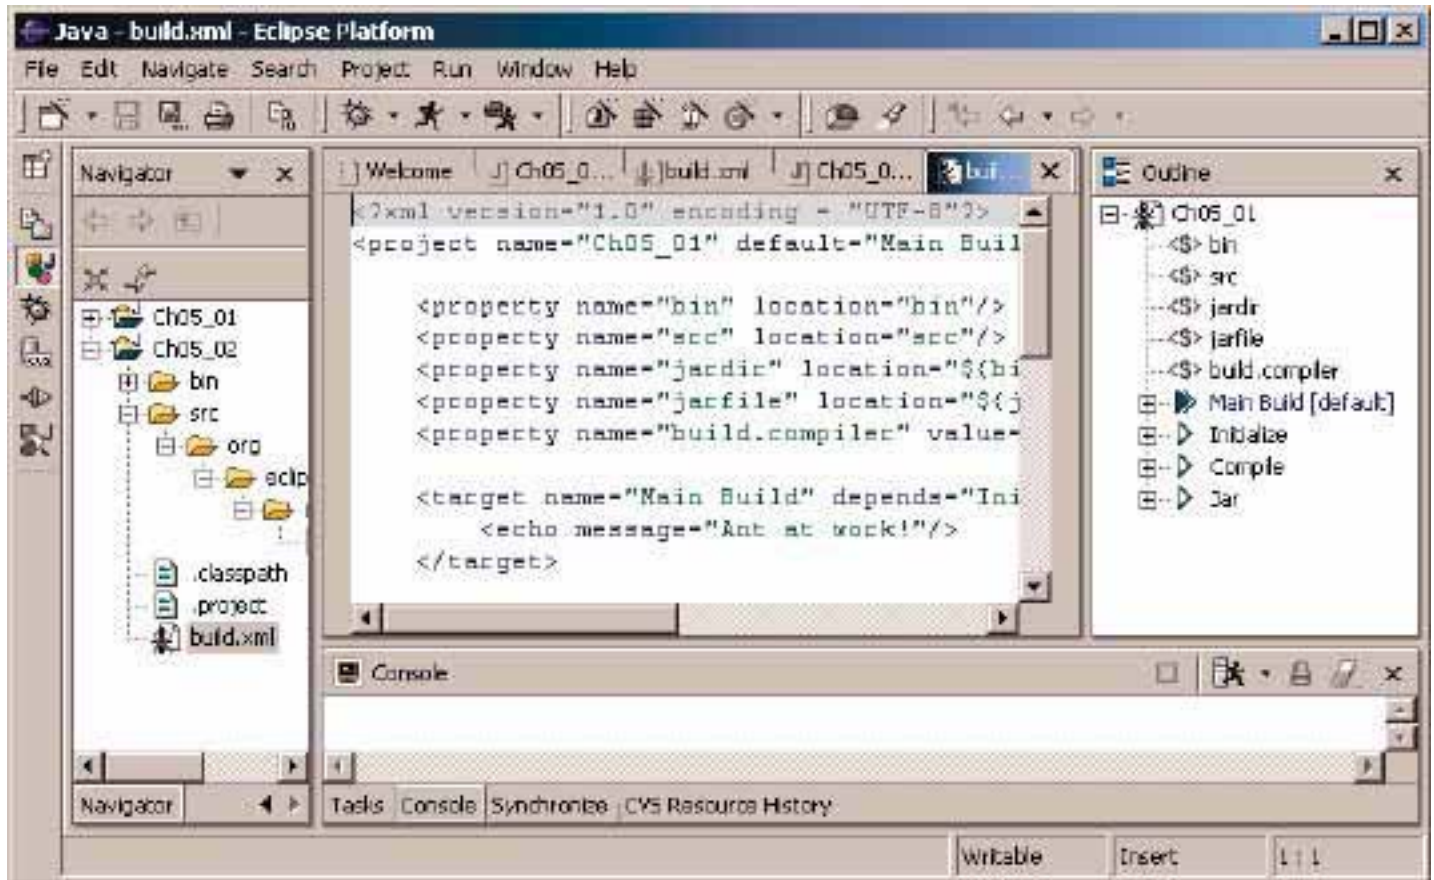 Java - build.xml - Eclipse Platform
File Edit Navigate Search Project Run Window Help
Navigator
Ch05_01
Ch05_02
bin
src
org
eclip
.classpath
.project
build.xml
Navigator
Welcome
Ch05_0...
build.xml
Ch05_0...
bui...
<?xml version="1.0" encoding = "UTF-8"?>
<project name="Ch05_01" default="Main Buil
<property name="bin" location="bin"/>
<property name="src" location="src"/>
<property name="jardir" location="${bi
<property name="jarfile" location="${j
<property name="build.compiler" value=
<target name="Main Build" depends="Ini
<echo message="Ant at work!"/>
</target>
Outline
Ch05_01
<S> bin
<S> src
<S> jardir
<S> jarfile
<S> build.compiler
Main Build [default]
Initialize
Compile
Jar
Console
Tasks Console Synchronize CVS Resource History
Writable
Insert
1 : 1